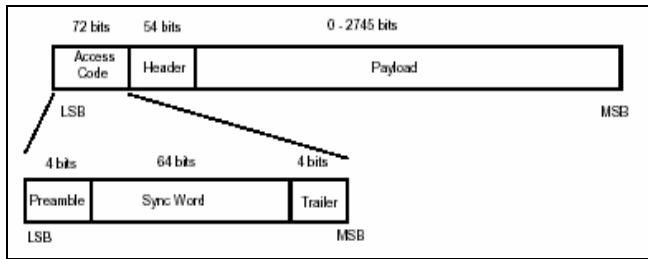 72 bits 54 bits 0 - 2745 bits
Access Code Header Payload
LSB MSB
4 bits 64 bits 4 bits
Preamble Sync Word Trailer
LSB MSB